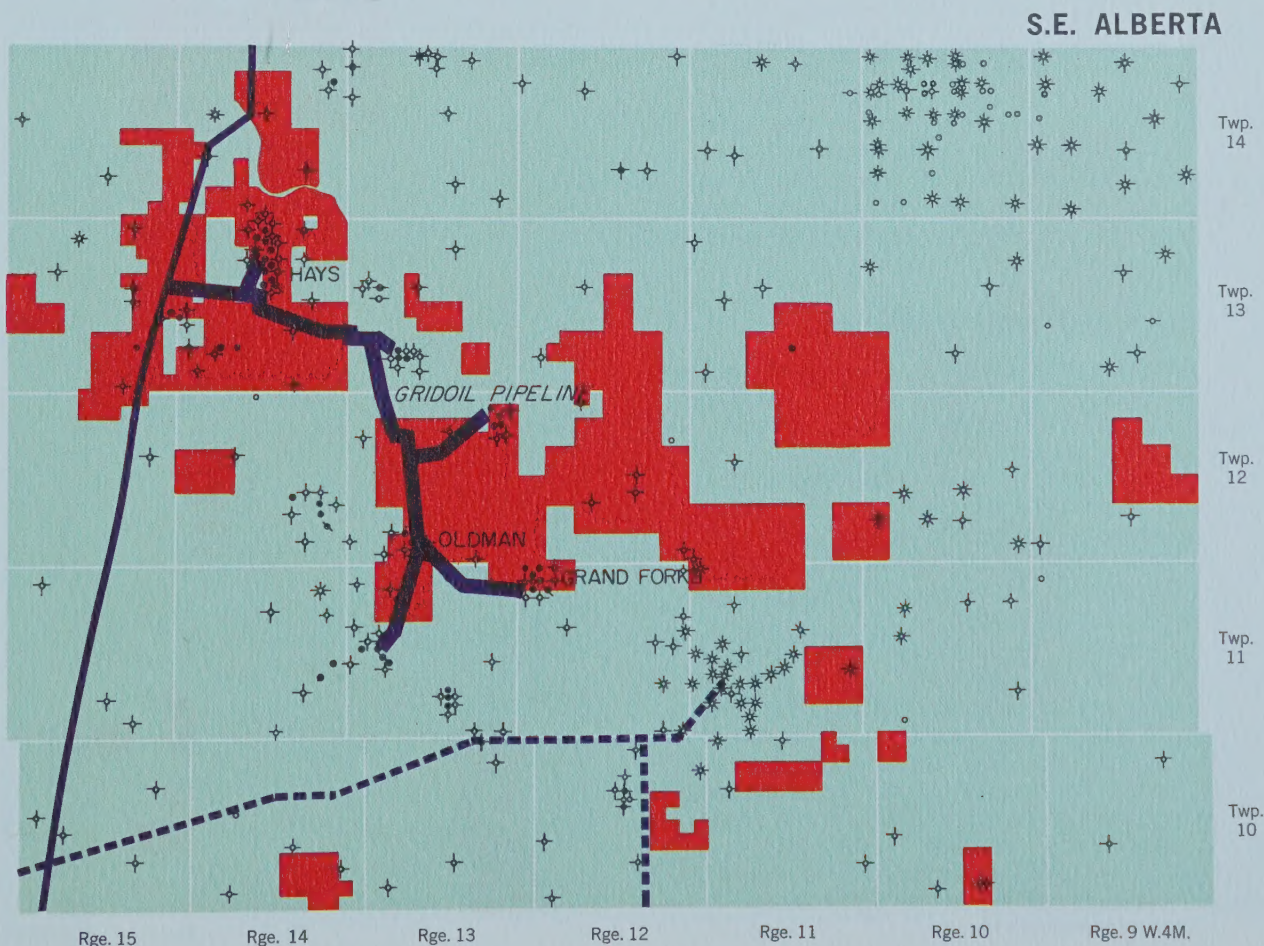 S.E. ALBERTA
Twp.
14
HAYS
Twp.
13
GRIDOIL PIPELINE
Twp.
12
OLDMAN
GRAND FORKS
Twp.
11
Twp.
10
Rge. 15 Rge. 14 Rge. 13 Rge. 12 Rge. 11 Rge. 10 Rge. 9 W.4M.